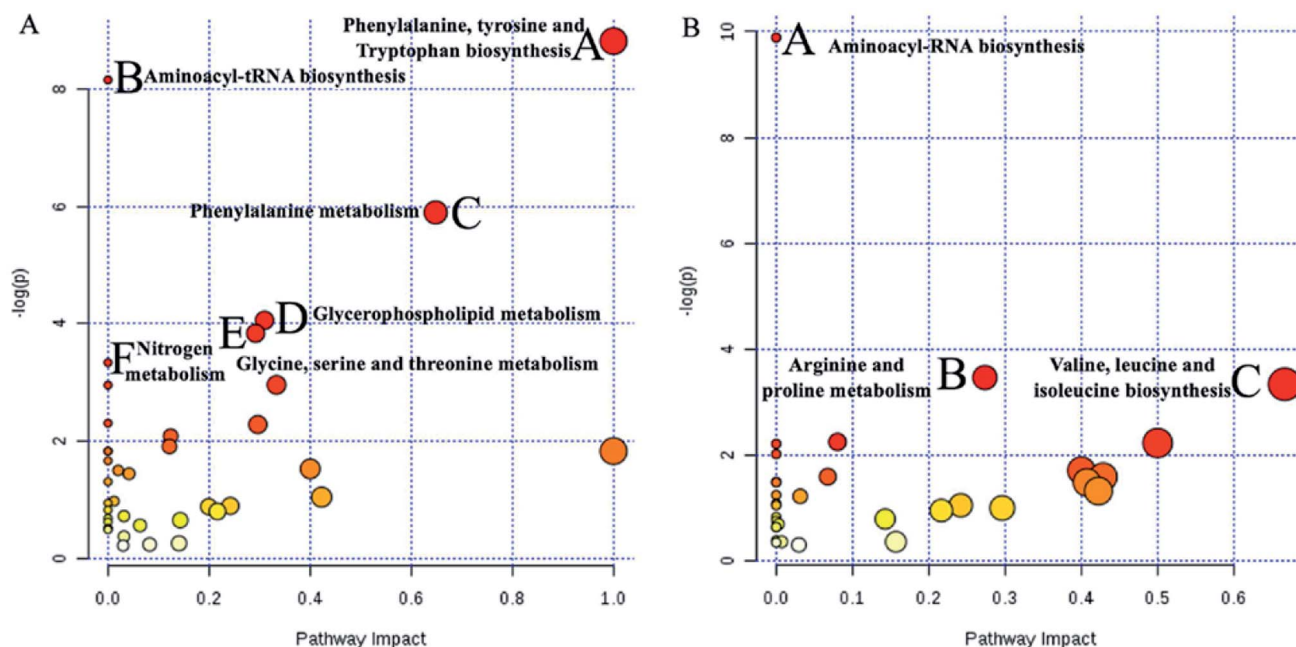 A
Phenylalanine, tyrosine and
Tryptophan biosynthesis
A
B
Aminoacyl-tRNA biosynthesis
Phenylalanine metabolism
C
D
Glycerophospholipid metabolism
E
F
Nitrogen
metabolism
Glycine, serine and threonine metabolism
8
6
4
2
0
-log(p)
0.0 0.2 0.4 0.6 0.8 1.0
Pathway Impact
B
A
Aminoacyl-RNA biosynthesis
Arginine and
proline metabolism
B
Valine, leucine and
isoleucine biosynthesis
C
10
8
6
4
2
0
-log(p)
0.0 0.1 0.2 0.3 0.4 0.5 0.6
Pathway Impact